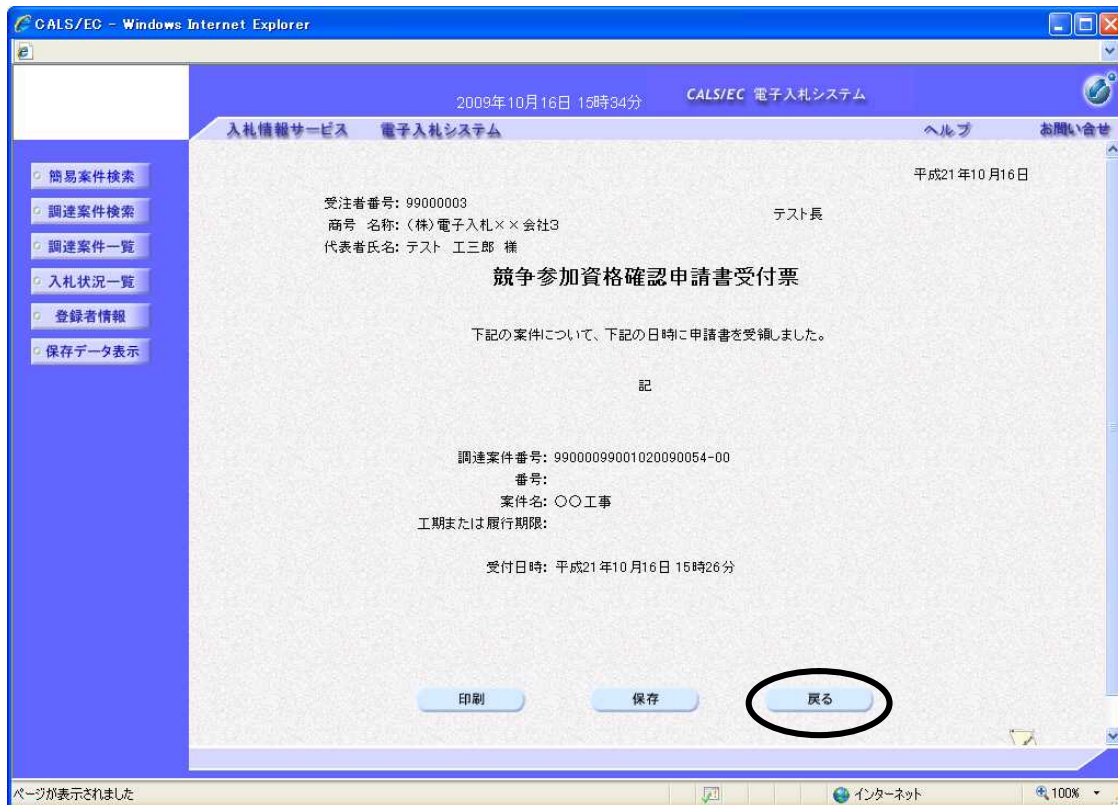 CALS/EC - Windows Internet Explorer
2009年10月16日 15時34分
CALS/EC 電子入札システム
入札情報サービス 電子入札システム ヘルプ お問い合せ
簡易案件検索
調達案件検索
調達案件一覧
入札状況一覧
登録者情報
保存データ表示
平成21年10月16日
受注者番号: 99000003
商号 名称: (株)電子入札××会社3
代表者氏名: テスト 工三郎 様
テスト長
競争参加資格確認申請書受付票
下記の案件について、下記の日時に申請書を受領しました。
記
調達案件番号: 99000099001020090054-00
番号:
案件名: 〇〇工事
工期または履行期限:
受付日時: 平成21年10月16日 15時26分
印刷 保存 戻る
ページが表示されました インターネット 100%